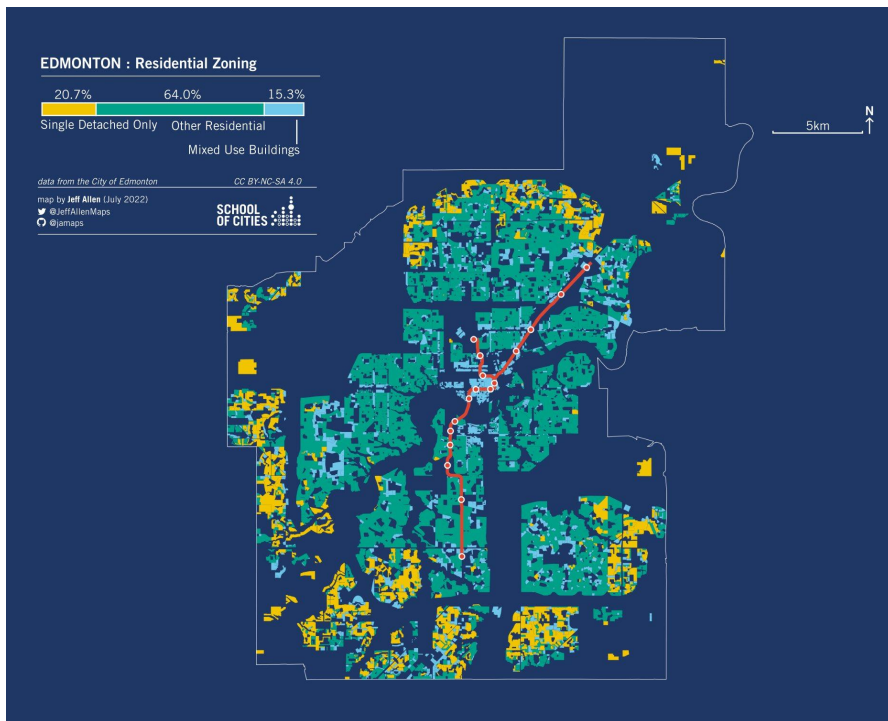 EDMONTON : Residential Zoning
20.7% 64.0% 15.3%
Single Detached Only Other Residential
Mixed Use Buildings
data from the City of Edmonton CC BY-NC-SA 4.0
map by Jeff Allen (July 2022)
@JeffAllenMaps
@jamaps
SCHOOL
OF CITIES
N
5km